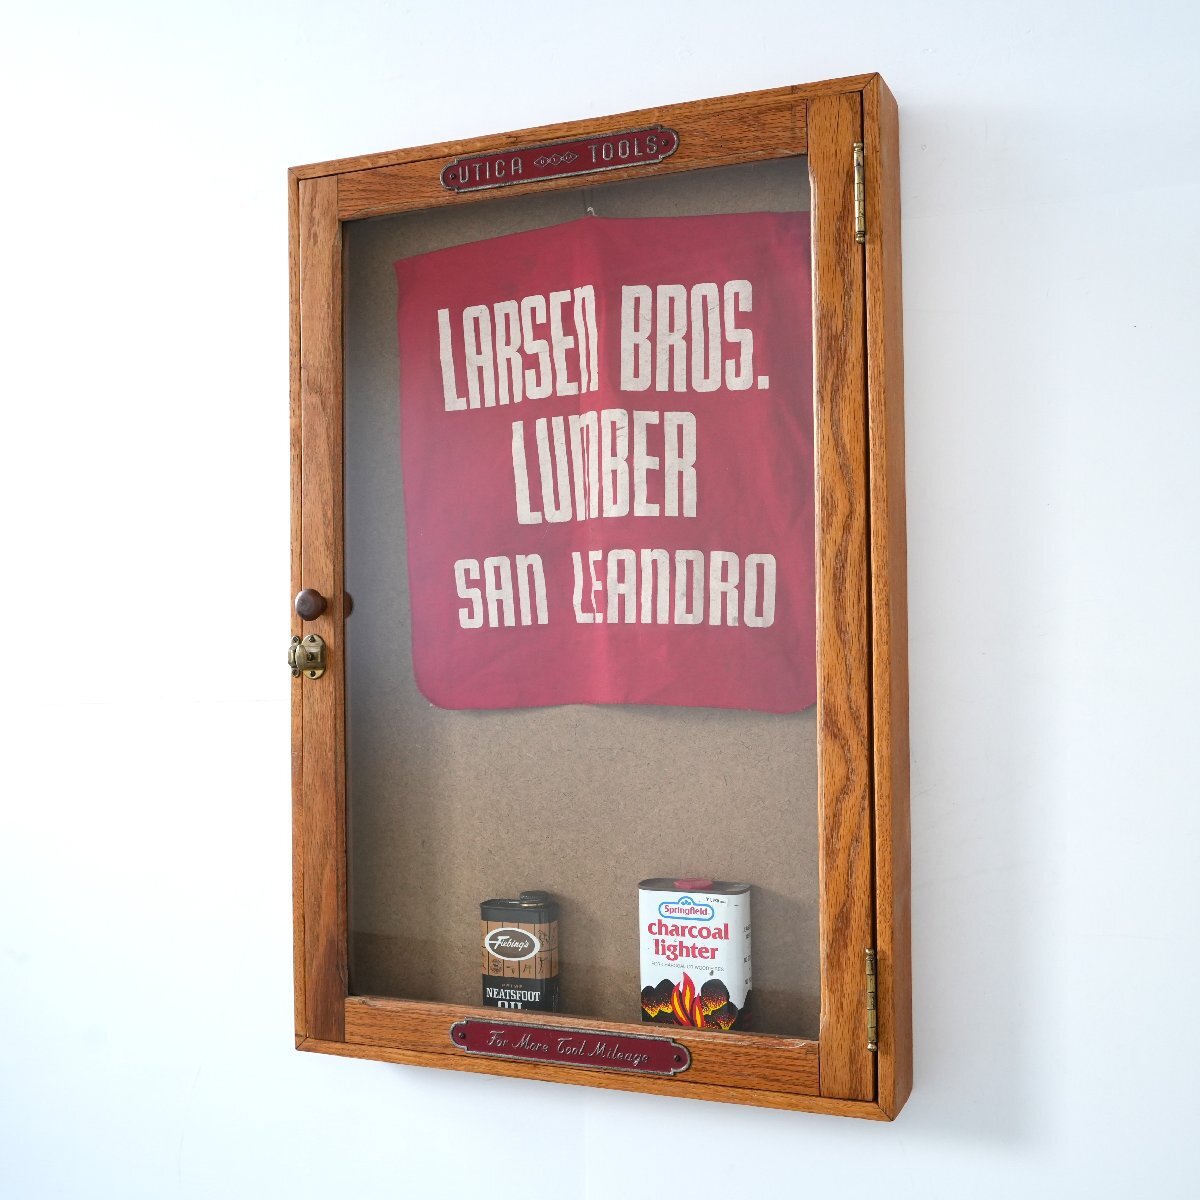 UTICA TOOLS
LARSEN BROS.
LUMBER
SAN LEANDRO
Fiebing's
NEATSFOOT
OIL
Springfield
charcoal
lighter
For More Tool Mileage